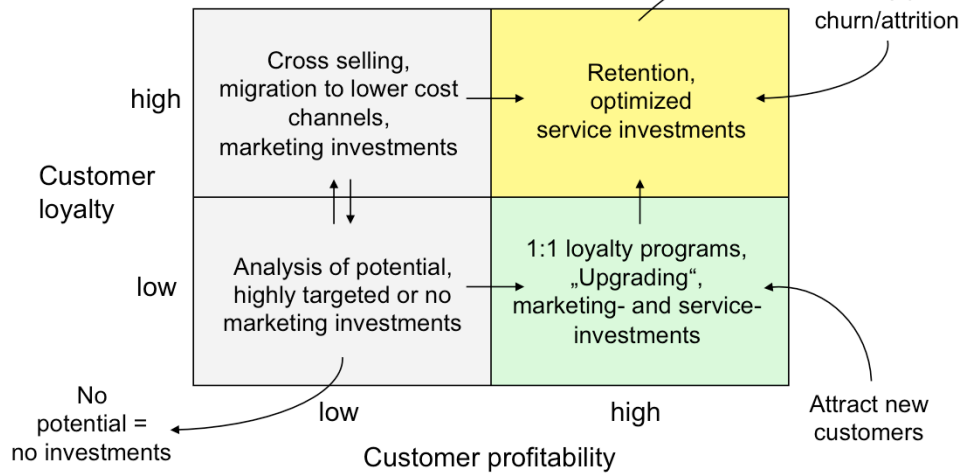 churn/attrition
Cross selling,
migration to lower cost
channels,
marketing investments
Retention,
optimized
service investments
high
Customer
loyalty
Analysis of potential,
highly targeted or no
marketing investments
1:1 loyalty programs,
„Upgrading“,
marketing- and service-
investments
low
No
potential =
no investments
low
high
Attract new
customers
Customer profitability